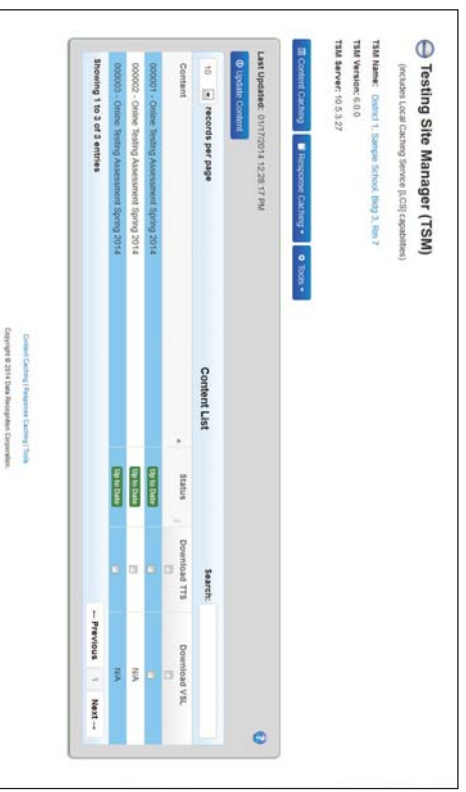 Testing Site Manager (TSM)
(includes Local Caching Service [LCS] capabilities)
TSM Name: District 1, Sample School, Bldg 3, Rm 7
TSM Version: 6.0.0
TSM Server: 10.5.3.27
Content Caching Response Caching Tools
Last Updated: 01/17/2014 12:28:17 PM
Update Content
Content List
10 records per page Search:
Content Status Download TTS Download VSL
000001 - Online Testing Assessment Spring 2014 Up to Date
000002 - Online Testing Assessment Spring 2014 Up to Date N/A
000003 - Online Testing Assessment Spring 2014 Up to Date N/A
Showing 1 to 3 of 3 entries ← Previous 1 Next →
Content Caching | Response Caching | Tools
Copyright © 2014 Data Recognition Corporation.